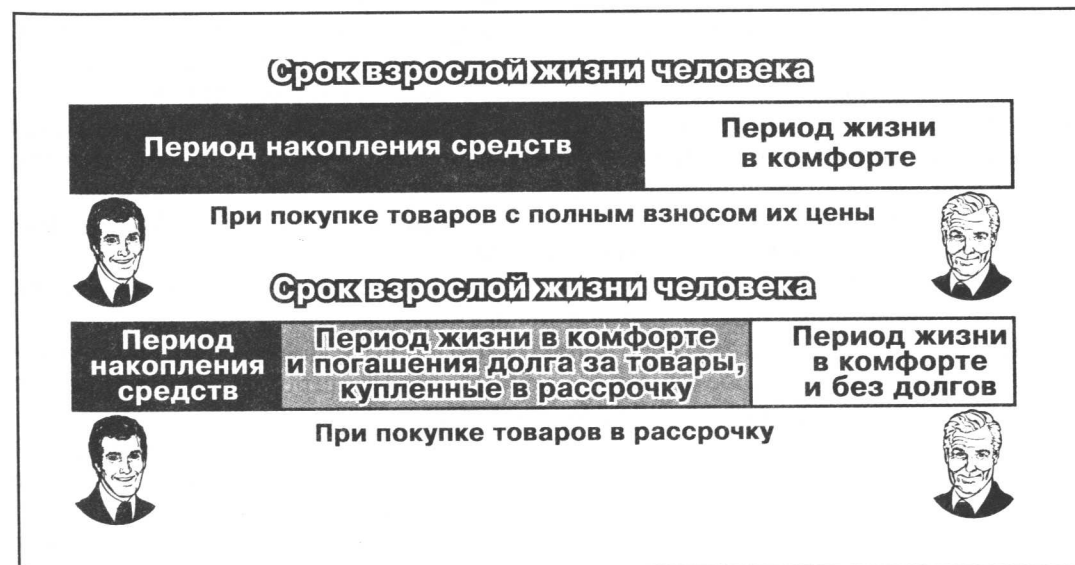 Срок взрослой жизни человека
Период накопления средств
Период жизни
в комфорте
При покупке товаров с полным взносом их цены
Срок взрослой жизни человека
Период
накопления
средств
Период жизни в комфорте
и погашения долга за товары,
купленные в рассрочку
Период жизни
в комфорте
и без долгов
При покупке товаров в рассрочку